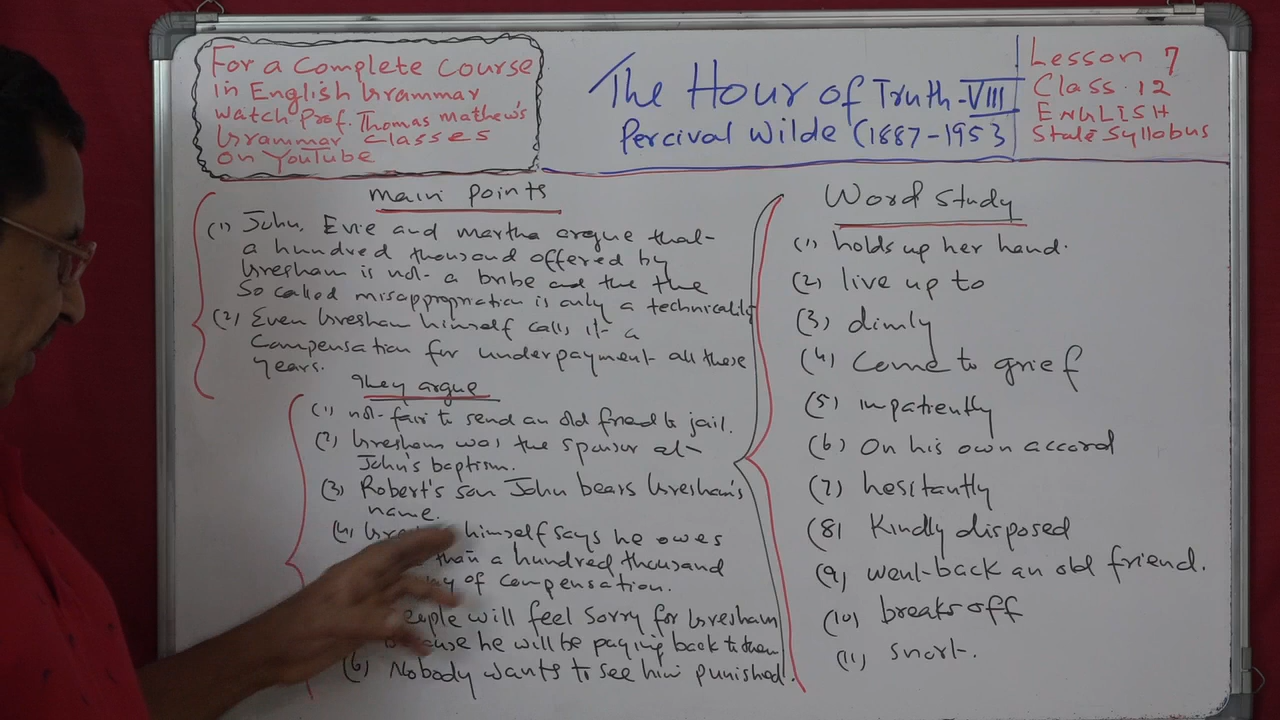 For a Complete Course
in English Grammar
Watch Prof. Thomas Mathew's
Grammar Classes
on YouTube
The Hour of Truth-VIII
Percival Wilde (1887-1953
Lesson 7
Class. 12
ENGLISH
State Syllabus
main points
(1) John, Evie and martha argue that
a hundred thousand offered by
Gresham is not a bribe and the the
so called misappropriation is only a technicality
(2) Even Gresham himself calls it a
Compensation for underpayment all these
years.
They argue
(1) not fair to send an old friend to jail.
(2) Gresham was the sponsor at
John's baptism.
(3) Robert's son John bears Gresham's
name.
(4) himself says he owes
than a hundred thousand
of compensation.
will feel sorry for Gresham
because he will be paying back to them
(6) Nobody wants to see him punished.
Word Study
(1) holds up her hand.
(2) live up to
(3) dimly
(4) Come to grief
(5) impatiently
(6) On his own accord
(7) hesitantly
(8) Kindly disposed
(9) went back an old friend.
(10) breaks off
(11) snort.